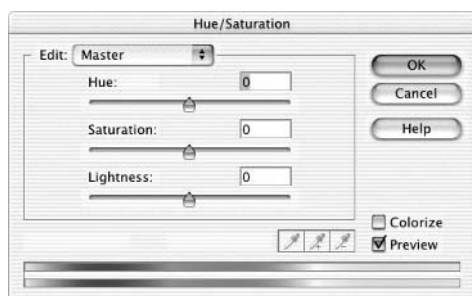 Hue/Saturation
Edit: Master
Hue: 0
Saturation: 0
Lightness: 0
OK
Cancel
Help
Colorize
Preview